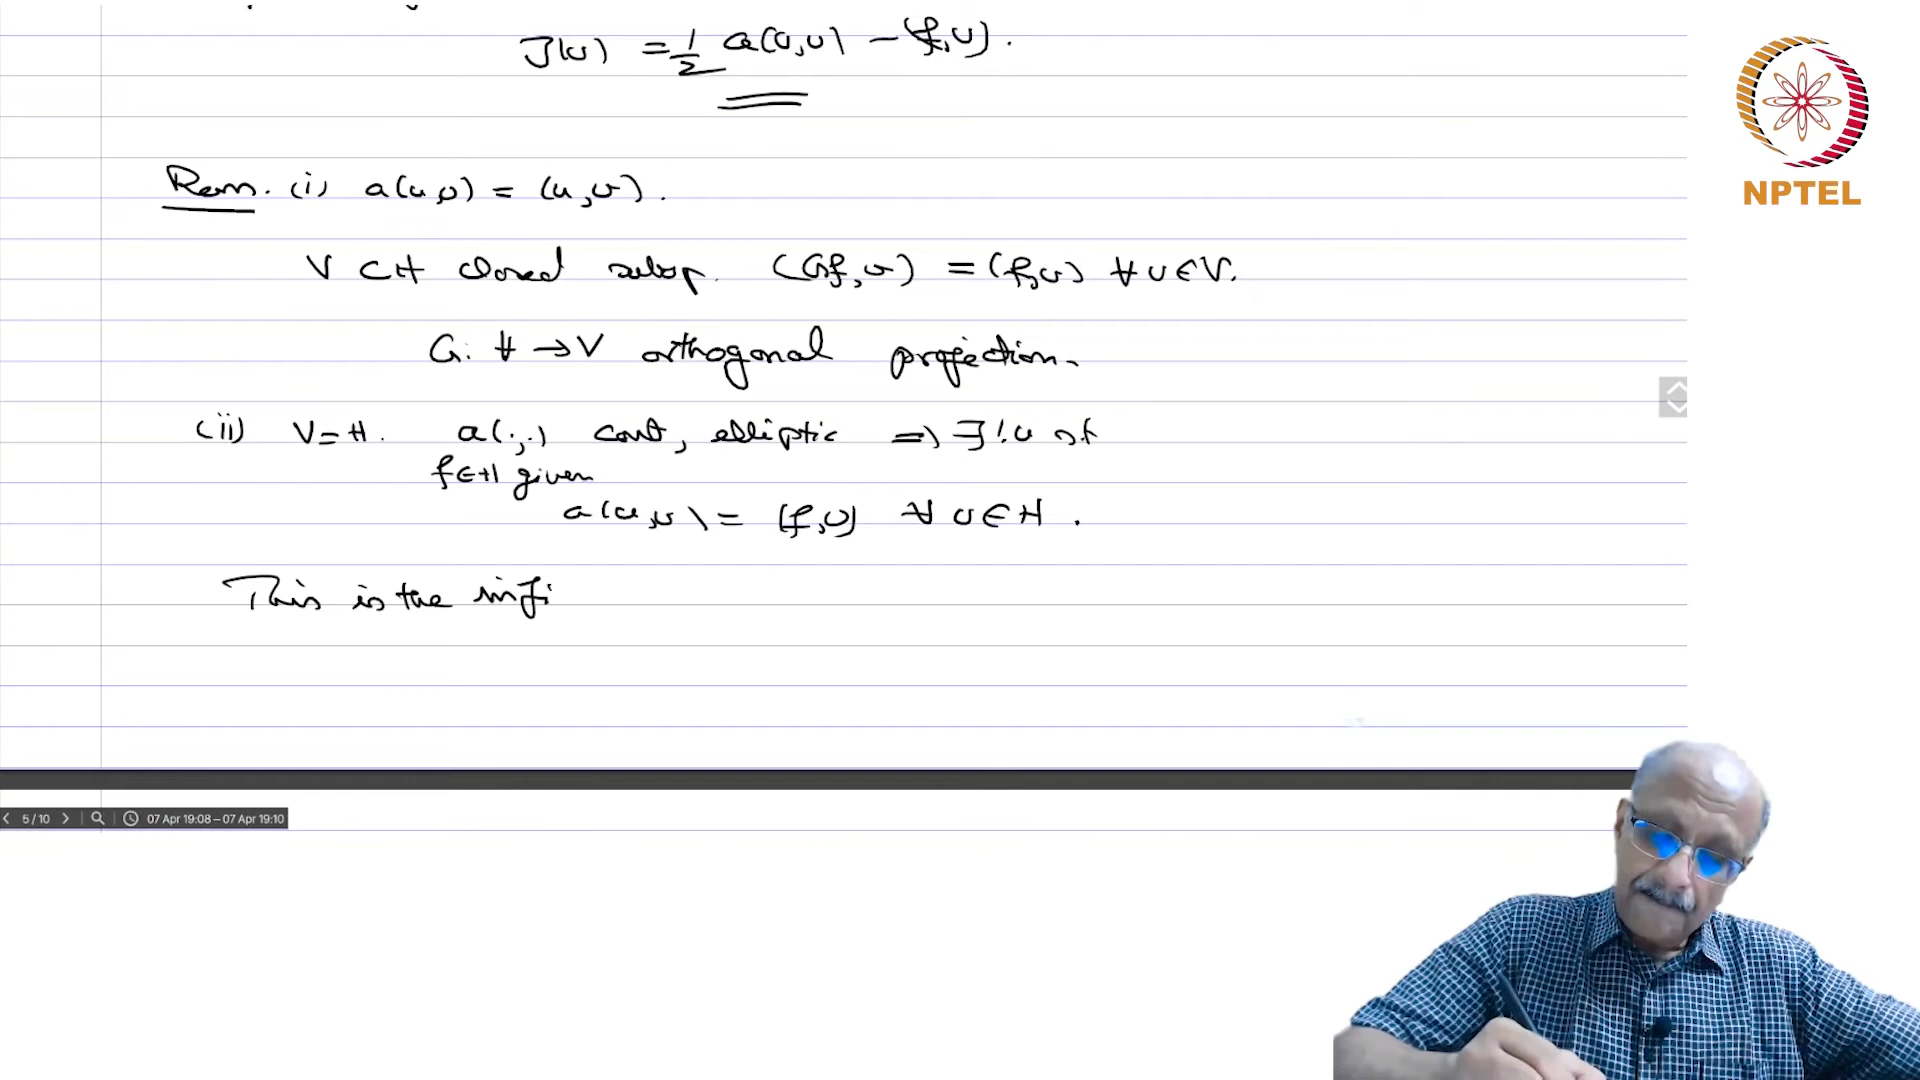 J(v) = 1/2 a(v,v) - (f,v).
NPTEL
Rem. (i) a(u,v) = (u,v).
V ⊂ H closed subsp. (Gf, v) = (f,v) ∀ v ∈ V.
G: H → V orthogonal projection.
(ii) V = H. a(·,·) cont, elliptic => ∃! u st
f ∈ H given
a(u,v) = (f,v) ∀ v ∈ H.
This is the infi
5 / 10 07 Apr 19:08 – 07 Apr 19:10